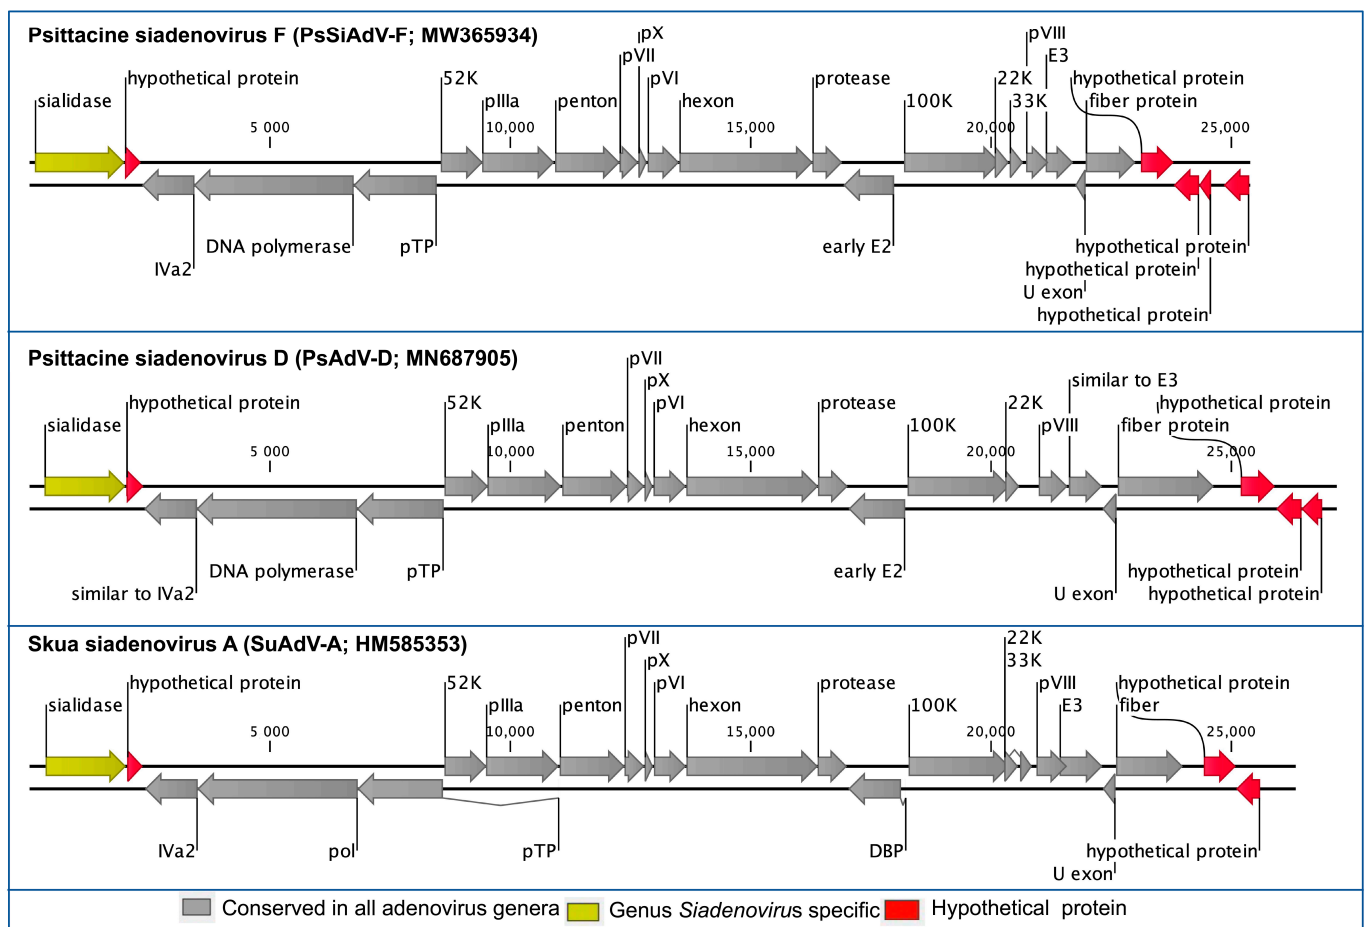 Psittacine siadenovirus F (PsSiAdV-F; MW365934)
pX
pVIII
pVII
E3
hypothetical protein
52K
pVI
protease
22K
hypothetical protein
sialidase
pIIIa
penton
hexon
100K
33K
fiber protein
5 000
10,000
15,000
20,000
25,000
DNA polymerase
pTP
early E2
hypothetical protein
IVa2
hypothetical protein
U exon
hypothetical protein
Psittacine siadenovirus D (PsAdV-D; MN687905)
pVII
pX
similar to E3
hypothetical protein
52K
pVI
protease
22K
hypothetical protein
sialidase
pIIIa
penton
hexon
100K
pVIII
fiber protein
5 000
10,000
15,000
20,000
25,000
DNA polymerase
pTP
early E2
hypothetical protein
similar to IVa2
U exon
hypothetical protein
Skua siadenovirus A (SuAdV-A; HM585353)
pVII
22K
pX
33K
hypothetical protein
52K
pVI
protease
pVIII
hypothetical protein
sialidase
pIIIa
penton
hexon
100K
E3
fiber
5 000
10,000
15,000
20,000
25,000
IVa2
pol
pTP
DBP
hypothetical protein
U exon
Conserved in all adenovirus genera
Genus Siadenovirus specific
Hypothetical protein